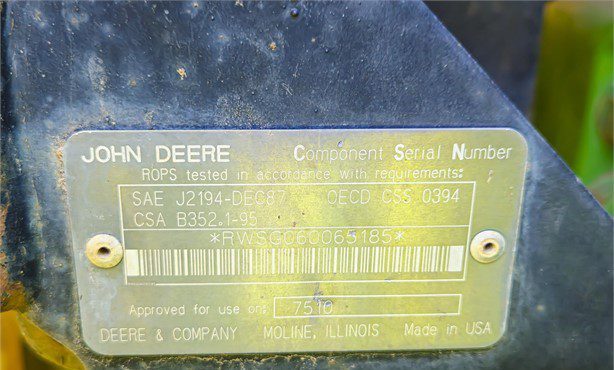 JOHN DEERE Component Serial Number
ROPS tested in accordance with requirements:
SAE J2194-DEC87 OECD CSS 0394
CSA B352.1-95
*RWSG060065185*
Approved for use on: 7510
DEERE & COMPANY MOLINE, ILLINOIS Made in USA